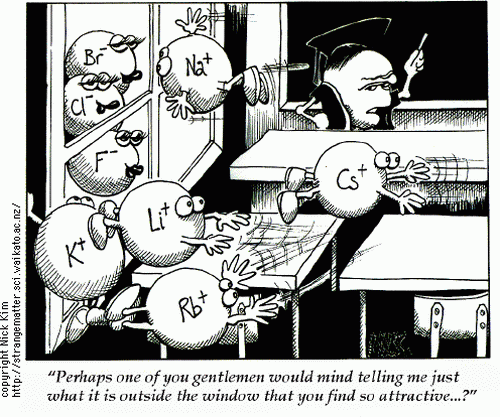 Br-
Na+
Cl-
F-
Cs+
Li+
K+
Rb+
copyright Nick Kim
http://strangematter.sci.waikato.ac.nz/
"Perhaps one of you gentlemen would mind telling me just
what it is outside the window that you find so attractive...?"